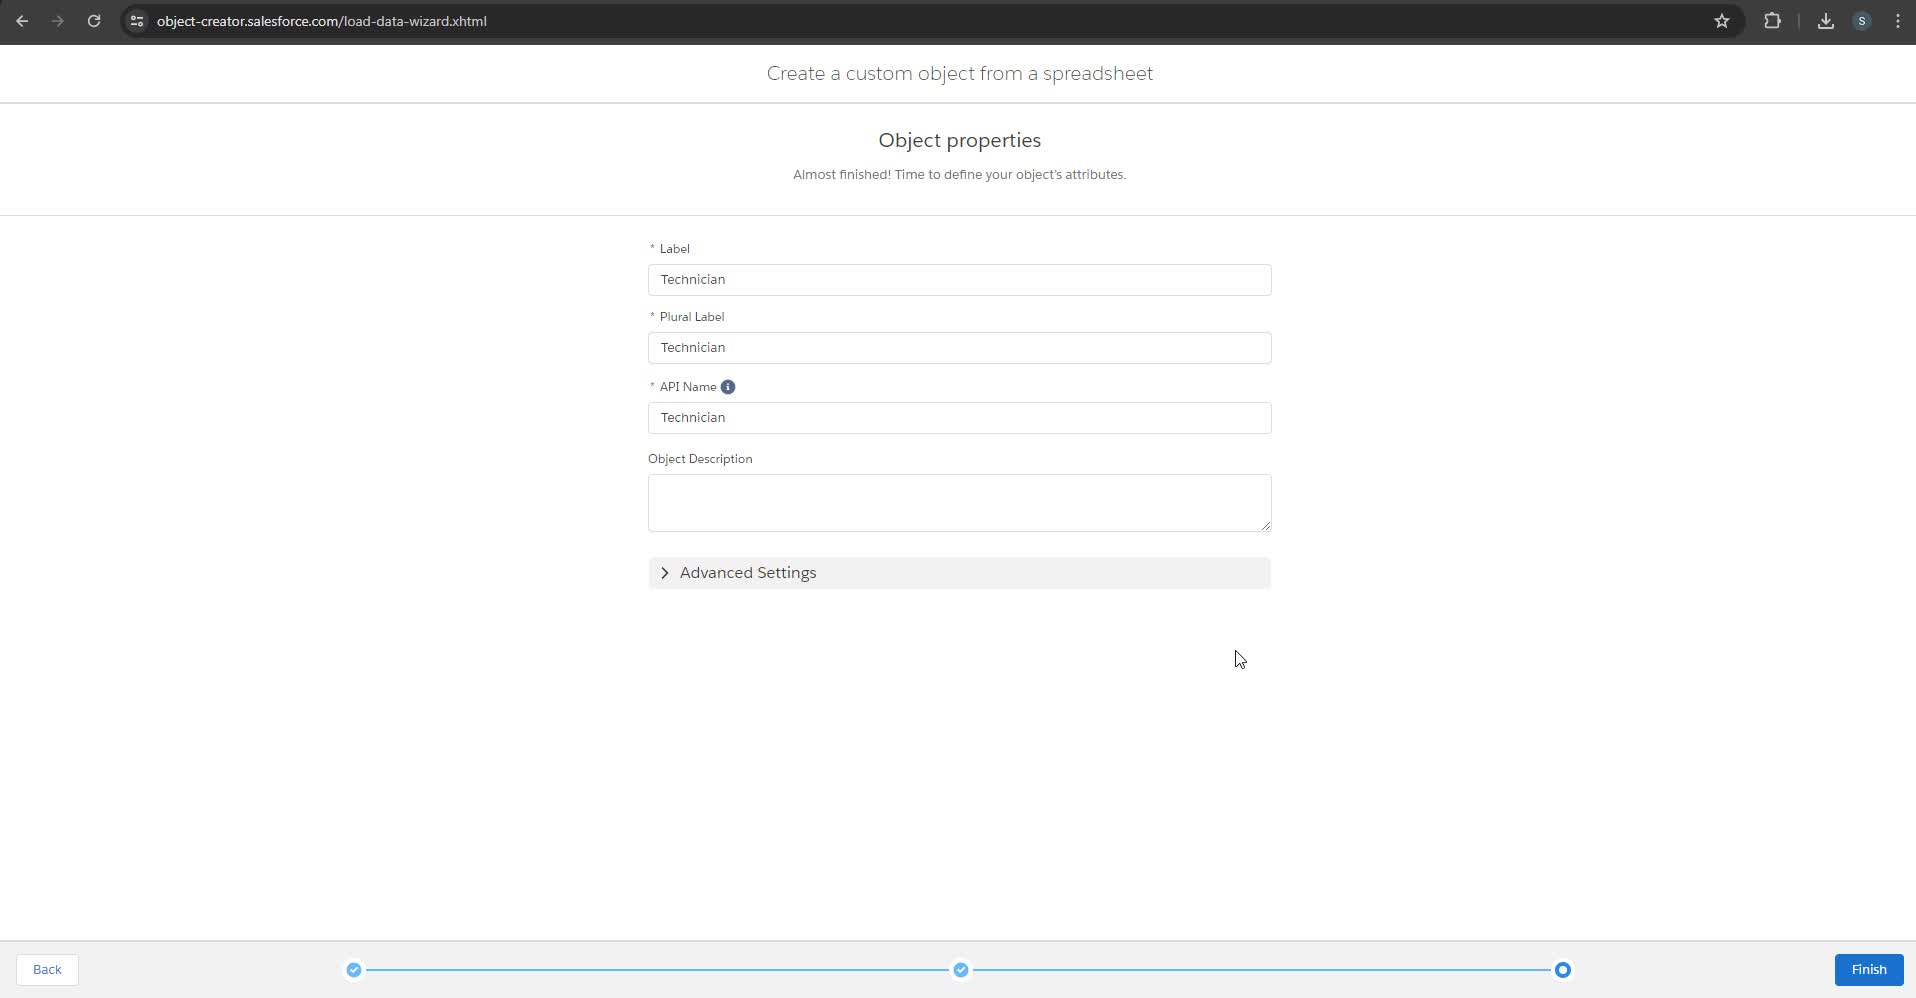 object-creator.salesforce.com/load-data-wizard.xhtml
S
Create a custom object from a spreadsheet
Object properties
Almost finished! Time to define your object's attributes.
* Label
Technician
* Plural Label
Technician
* API Name i
Technician
Object Description
Advanced Settings
Back
Finish